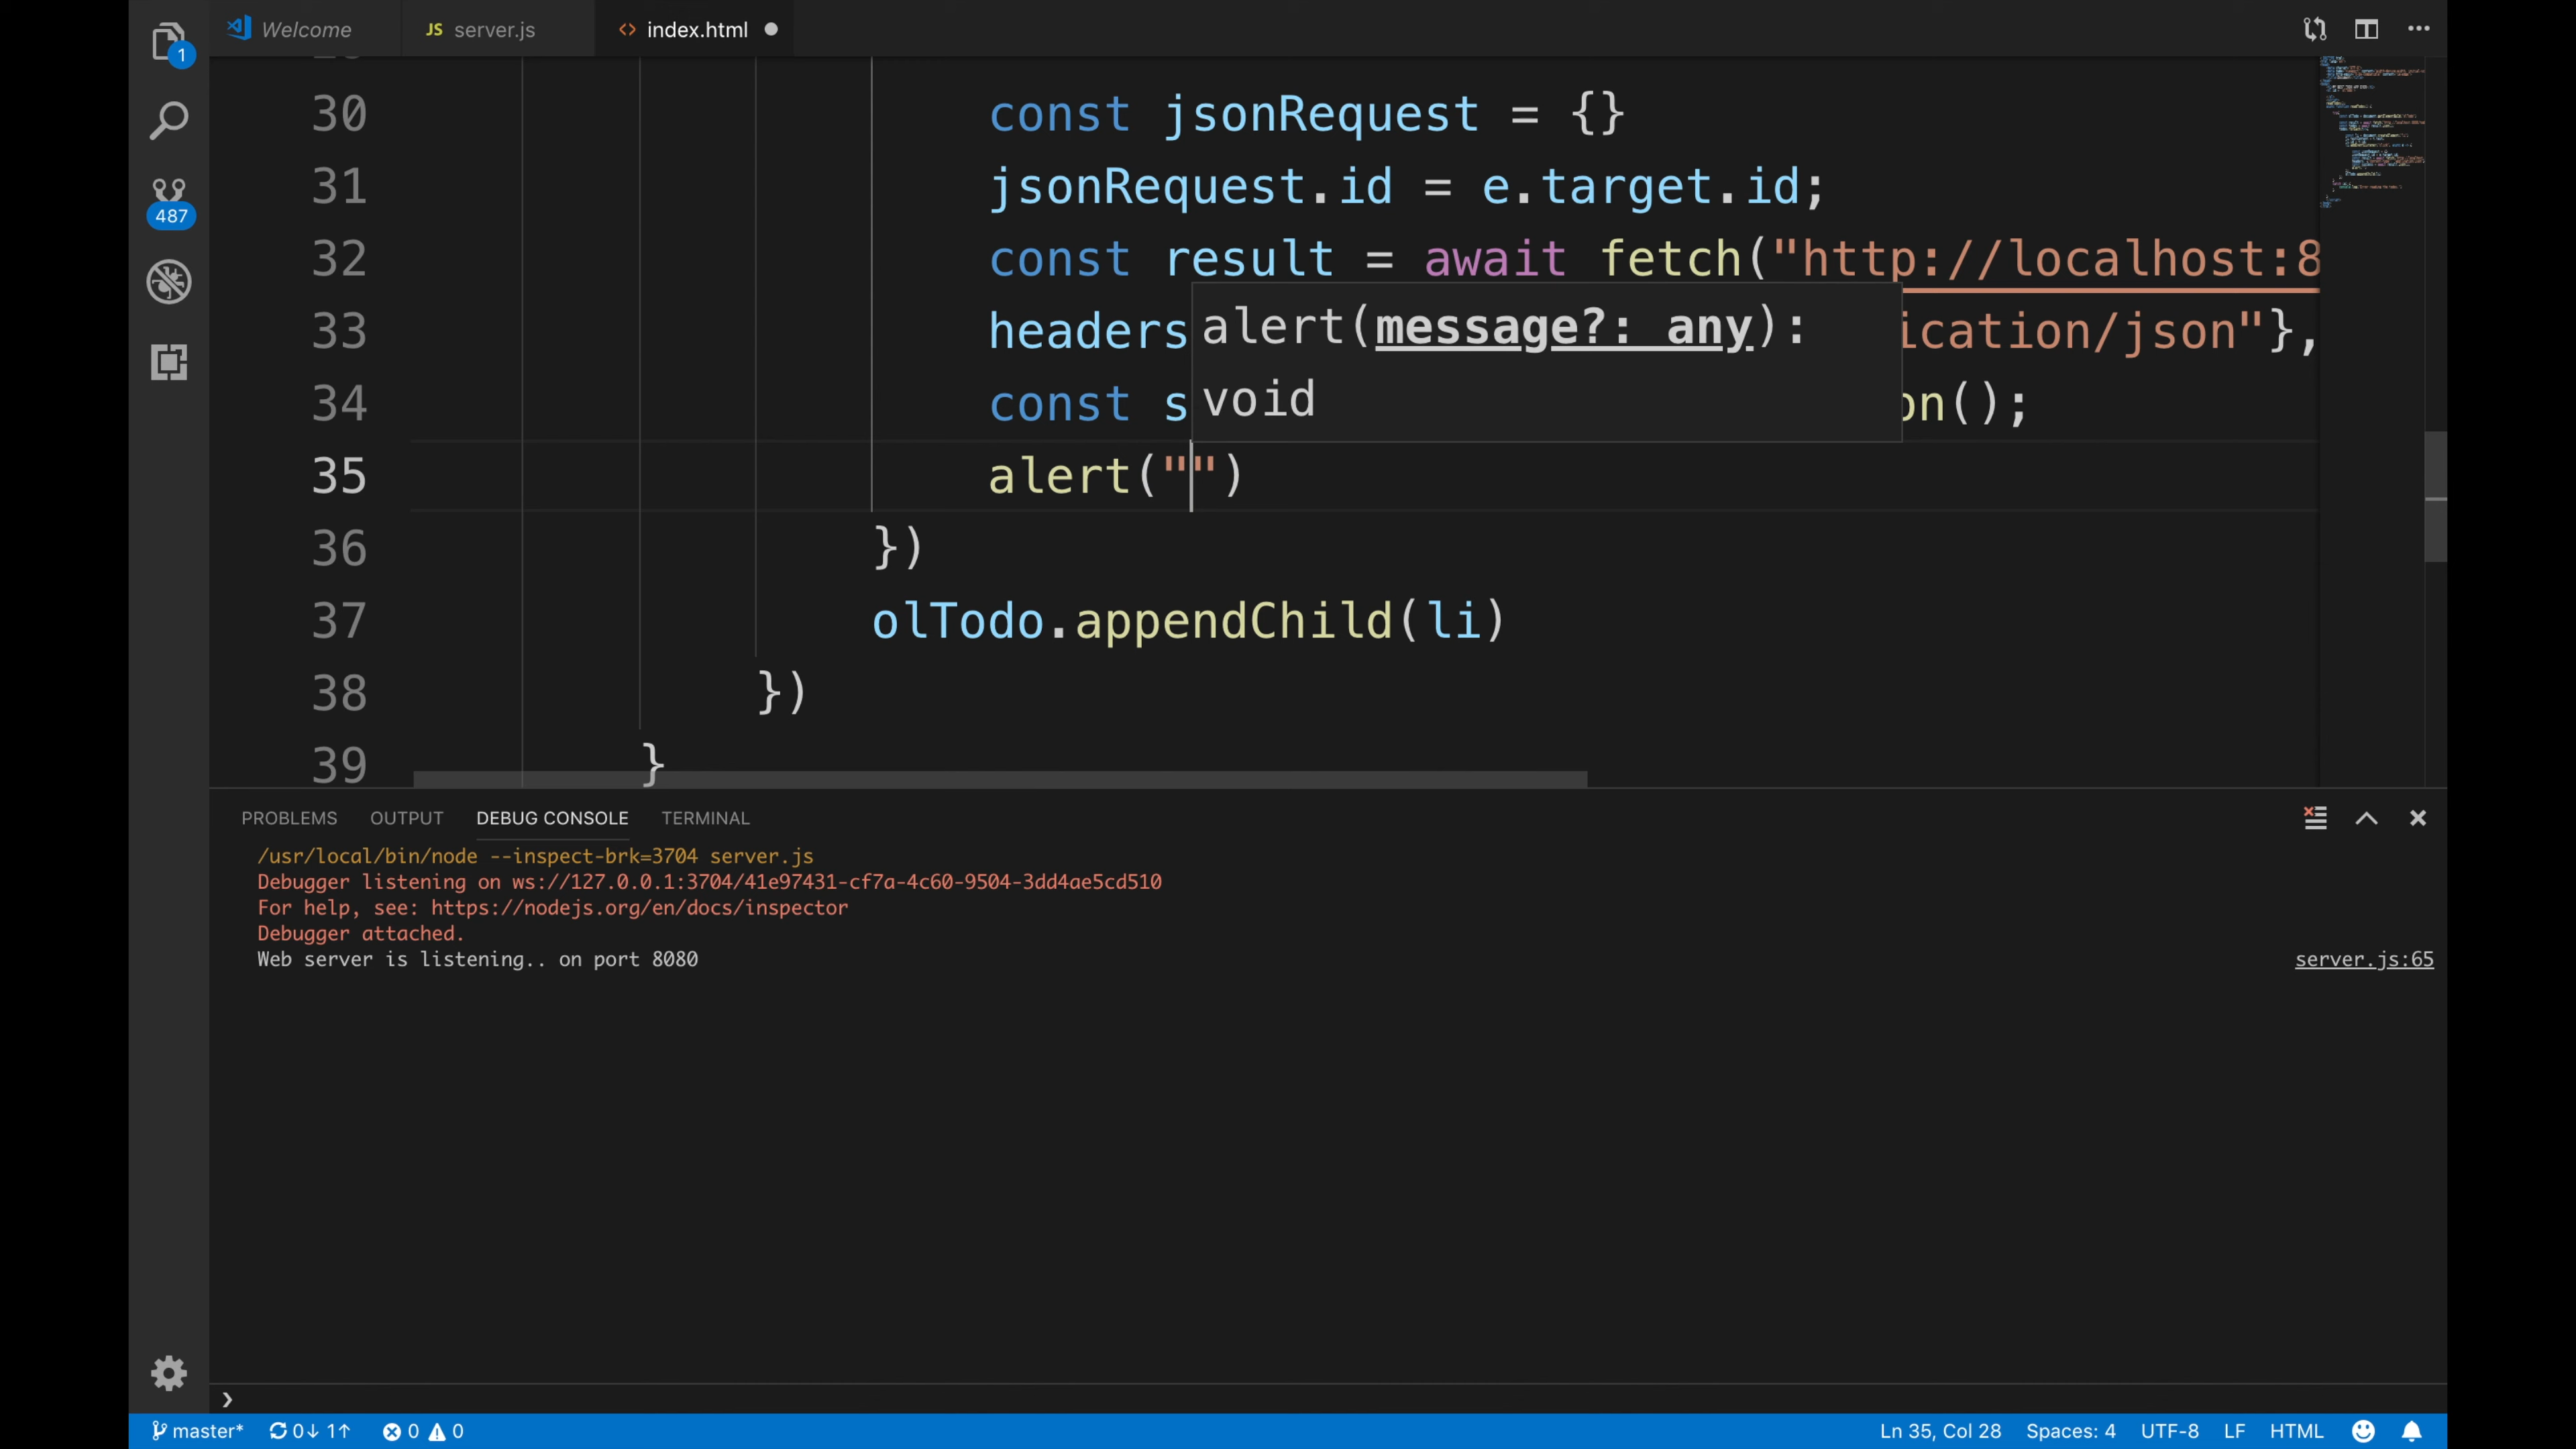 Welcome
JS server.js
<> index.html
1
487
30 const jsonRequest = {}
31 jsonRequest.id = e.target.id;
32 const result = await fetch("http://localhost:8
33 headers ication/json"},
34 const s on();
alert(message?: any):
void
35 alert("")
36 })
37 olTodo.appendChild(li)
38 })
39 }
PROBLEMS OUTPUT DEBUG CONSOLE TERMINAL
/usr/local/bin/node --inspect-brk=3704 server.js
Debugger listening on ws://127.0.0.1:3704/41e97431-cf7a-4c60-9504-3dd4ae5cd510
For help, see: https://nodejs.org/en/docs/inspector
Debugger attached.
Web server is listening.. on port 8080 server.js:65
master* 0↓ 1↑ 0 0 Ln 35, Col 28 Spaces: 4 UTF-8 LF HTML